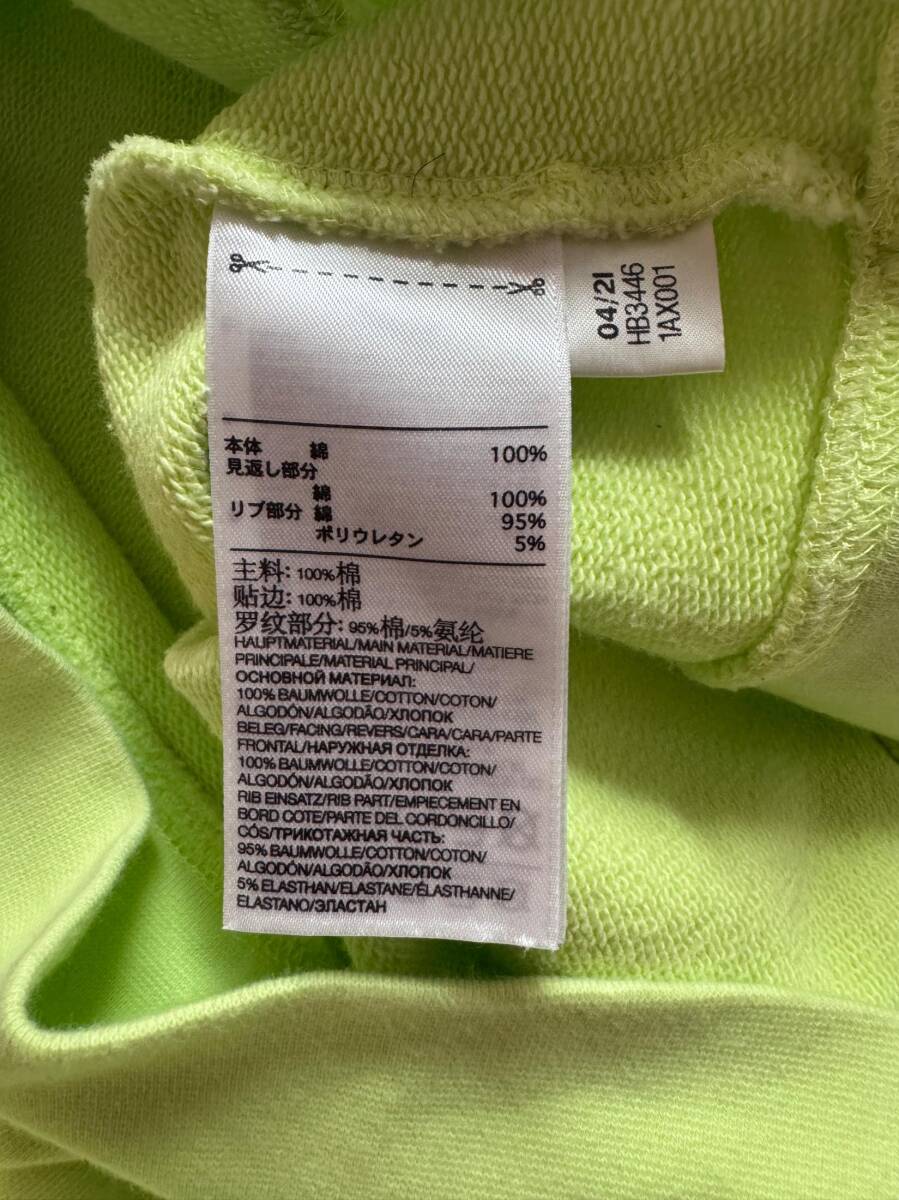 04/21
HB3446
1AX001
本体 綿 100%
見返し部分
綿 100%
リブ部分 綿 95%
ポリウレタン 5%
主料: 100%棉
贴边: 100%棉
罗纹部分: 95%棉/5%氨纶
HAUPTMATERIAL/MAIN MATERIAL/MATIERE
PRINCIPALE/MATERIAL PRINCIPAL/
ОСНОВНОЙ МАТЕРИАЛ:
100% BAUMWOLLE/COTTON/COTON/
ALGODÓN/ALGODÃO/ХЛОПОК
BELEG/FACING/REVERS/CARA/CARA/PARTE
FRONTAL/НАРУЖНАЯ ОТДЕЛКА:
100% BAUMWOLLE/COTTON/COTON/
ALGODÓN/ALGODÃO/ХЛОПОК
RIB EINSATZ/RIB PART/EMPIECEMENT EN
BORD COTE/PARTE DEL CORDONCILLO/
CÓS/ТРИКОТАЖНАЯ ЧАСТЬ:
95% BAUMWOLLE/COTTON/COTON/
ALGODÓN/ALGODÃO/ХЛОПОК
5% ELASTHAN/ELASTANE/ÉLASTHANNE/
ELASTANO/ЭЛАСТАН